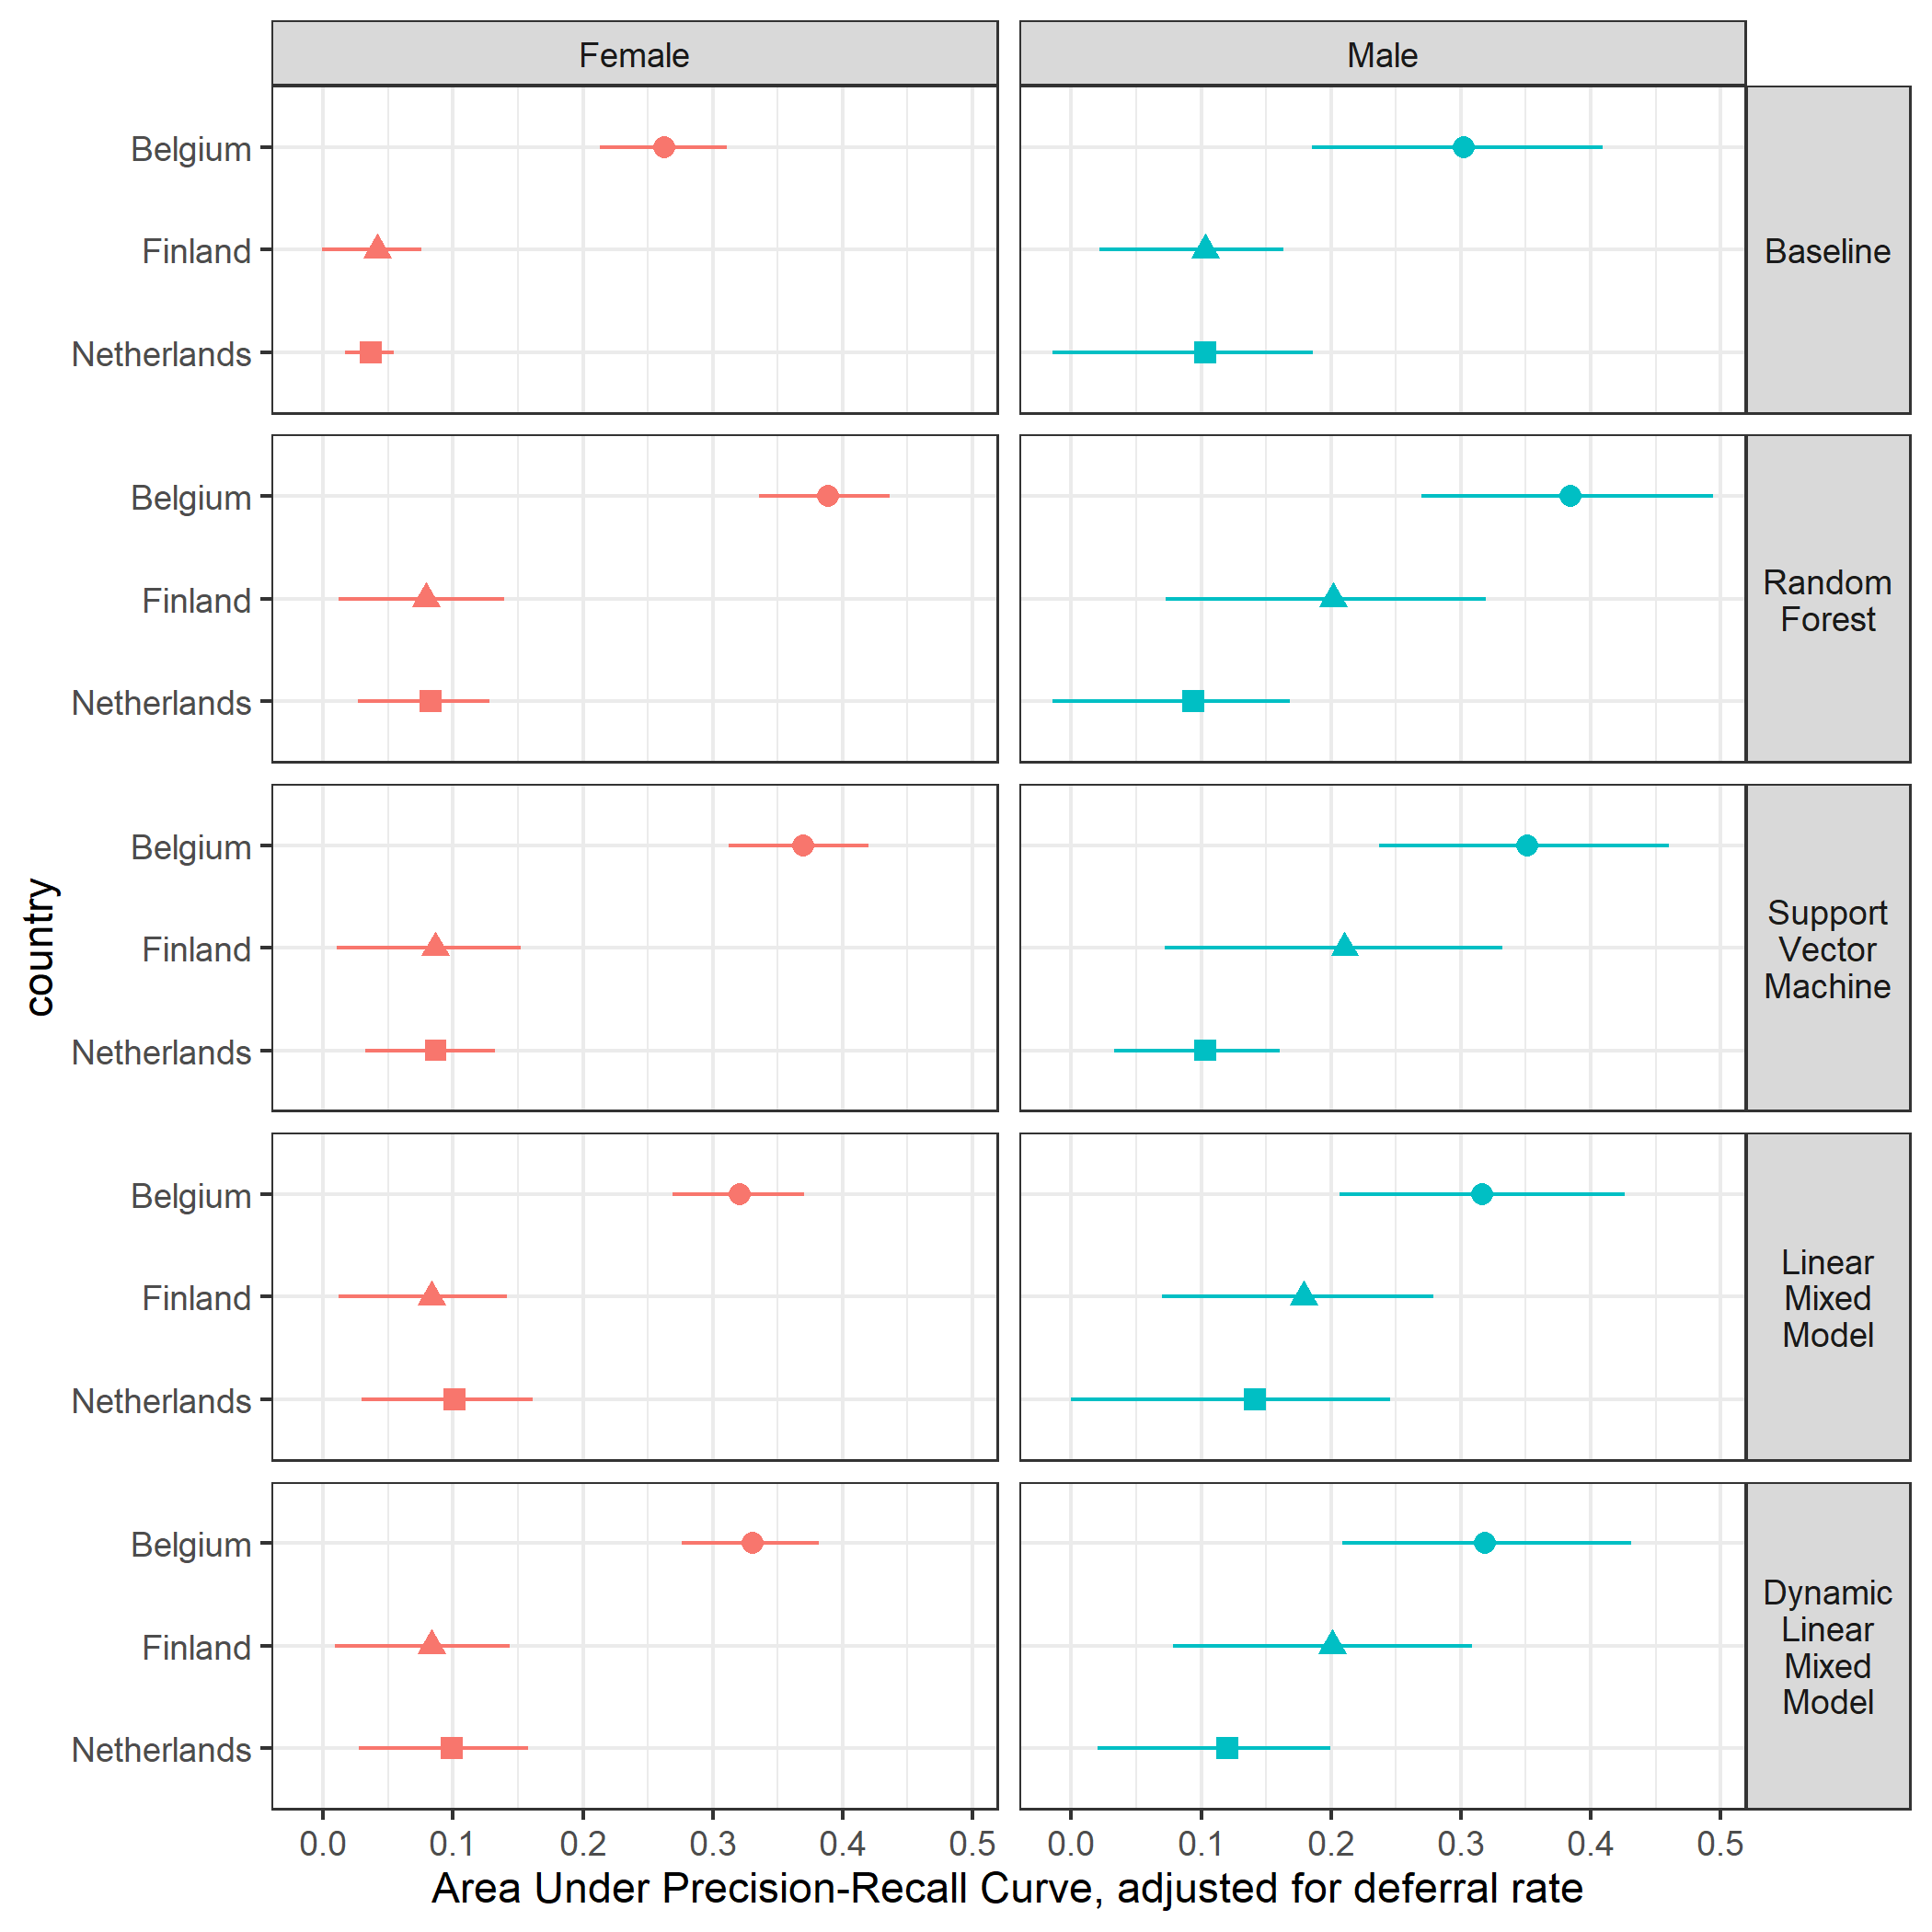 Female
Male
Belgium
Finland
Netherlands
Baseline
Belgium
Finland
Netherlands
Random
Forest
Belgium
Finland
Netherlands
Support
Vector
Machine
country
Belgium
Finland
Netherlands
Linear
Mixed
Model
Belgium
Finland
Netherlands
Dynamic
Linear
Mixed
Model
0.0 0.1 0.2 0.3 0.4 0.5
0.0 0.1 0.2 0.3 0.4 0.5
Area Under Precision-Recall Curve, adjusted for deferral rate